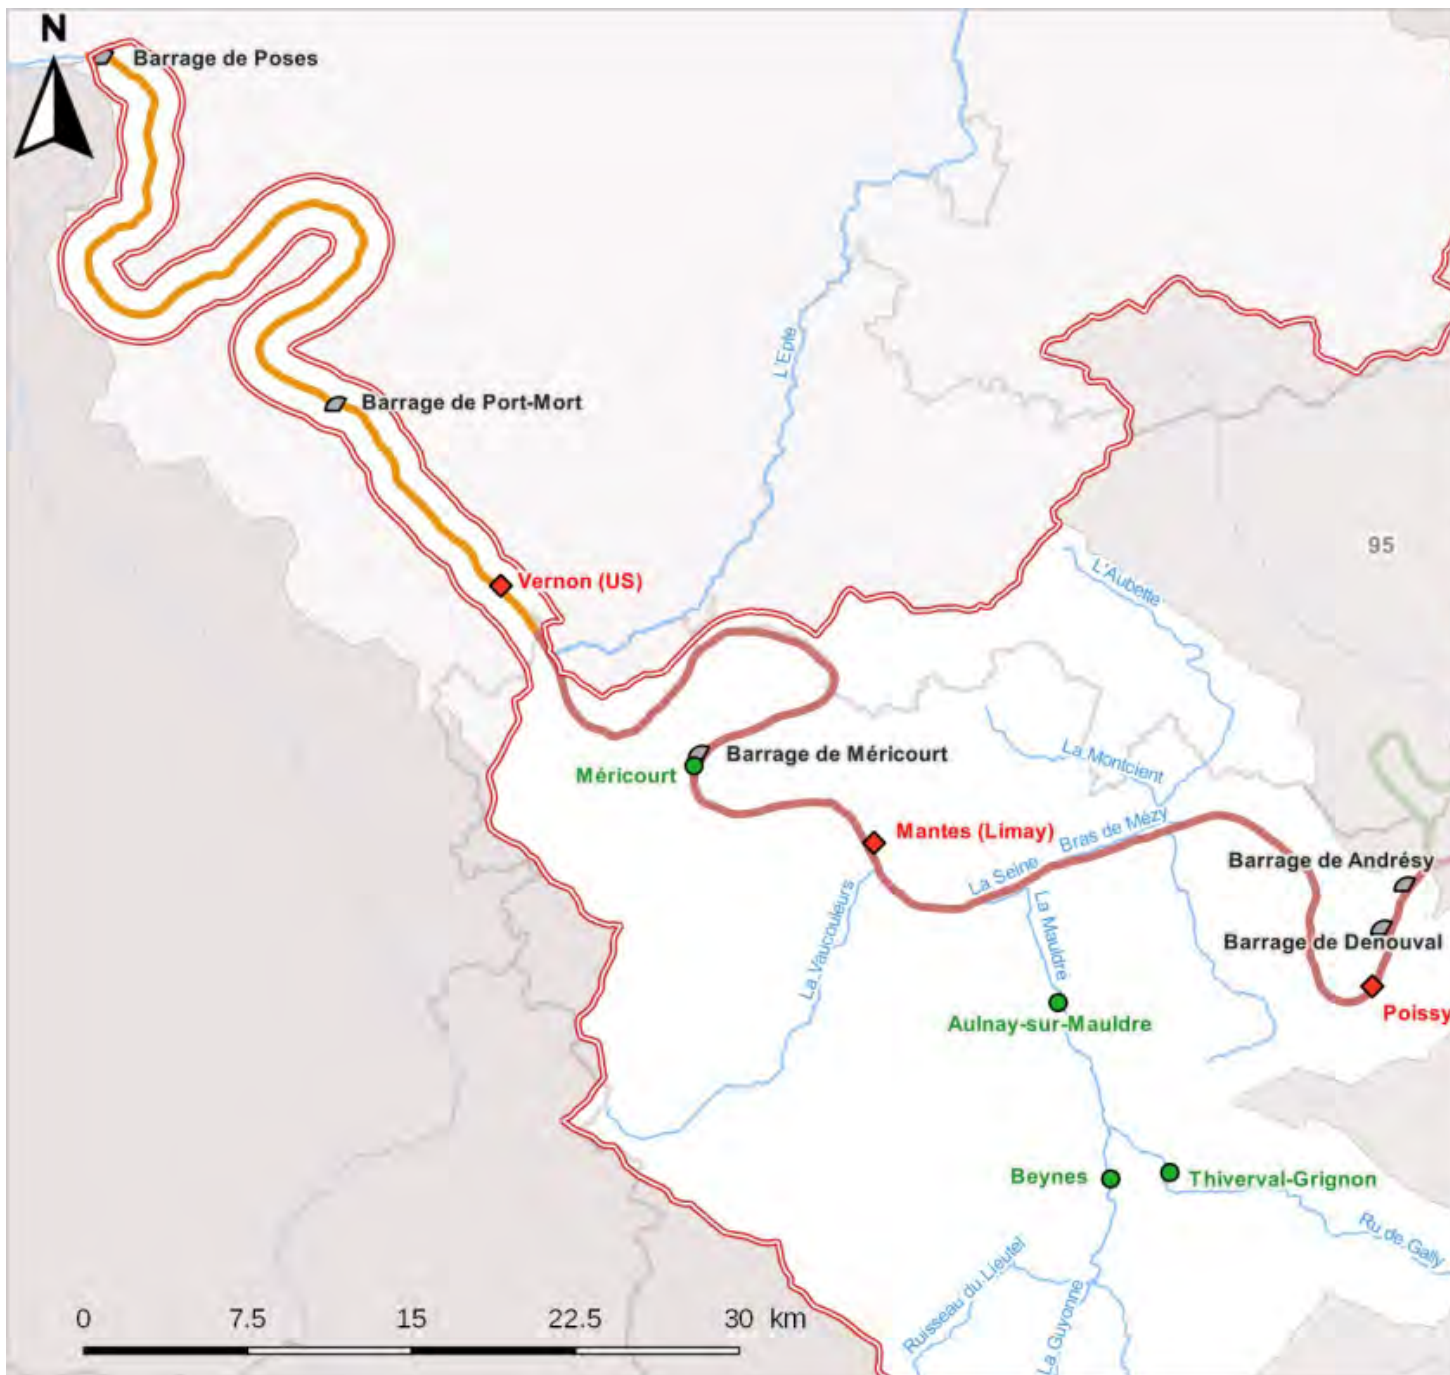 N
Barrage de Poses
L'Epte
Barrage de Port-Mort
95
L'Aubette
Vernon (US)
La Montcient
Barrage de Méricourt
Méricourt
Mantes (Limay)
Bras de Mézy
La Seine
Barrage de Andrésy
La Vaucouleurs
La Mauldre
Barrage de Denouval
Poissy
Aulnay-sur-Mauldre
Beynes
Thiverval-Grignon
Ru de Gally
Ruisseau du Lieutel
La Guyonne
0 7.5 15 22.5 30 km